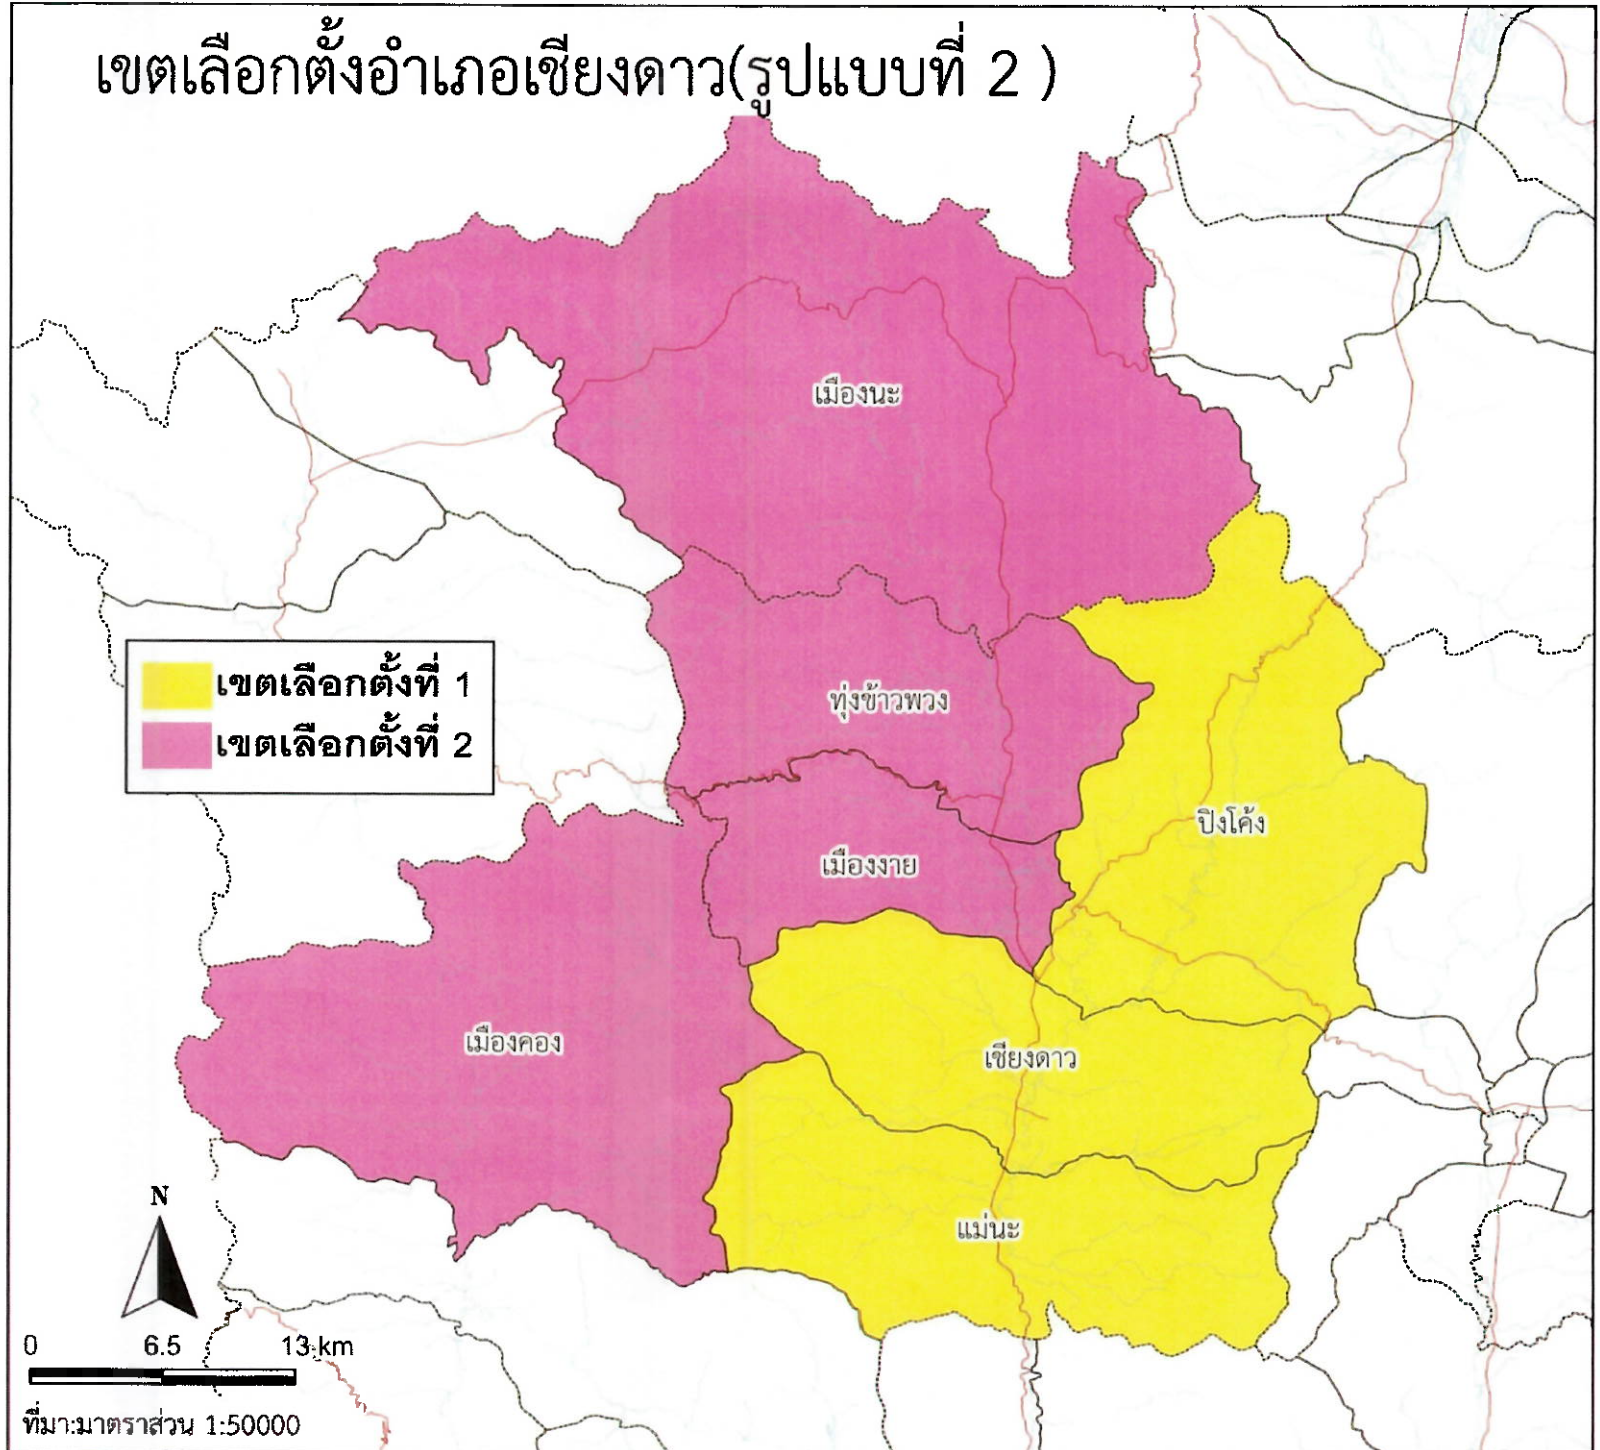 เขตเลือกตั้งอำเภอเชียงดาว(รูปแบบที่ 2 )
เมืองนะ
เขตเลือกตั้งที่ 1
เขตเลือกตั้งที่ 2
ทุ่งข้าวพวง
ปิงโค้ง
เมืองงาย
เมืองคอง
เชียงดาว
แม่นะ
N
0 6.5 13 km
ที่มา:มาตราส่วน 1:50000